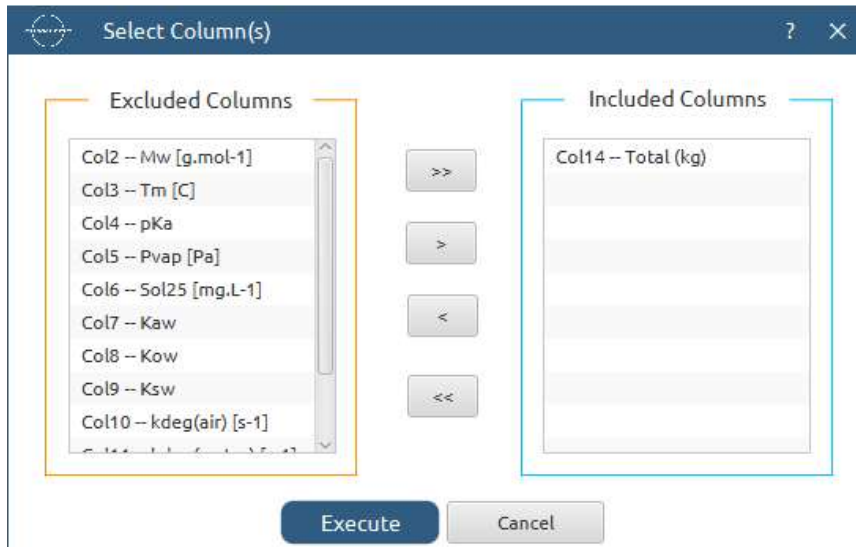 Select Column(s)
?
Excluded Columns
Included Columns
Col2 -- Mw [g.mol-1]
Col3 -- Tm [C]
Col4 -- pKa
Col5 -- Pvap [Pa]
Col6 -- Sol25 [mg.L-1]
Col7 -- Kaw
Col8 -- Kow
Col9 -- Ksw
Col10 -- kdeg(air) [s-1]
>>
>
<
<<
Col14 -- Total (kg)
Execute
Cancel